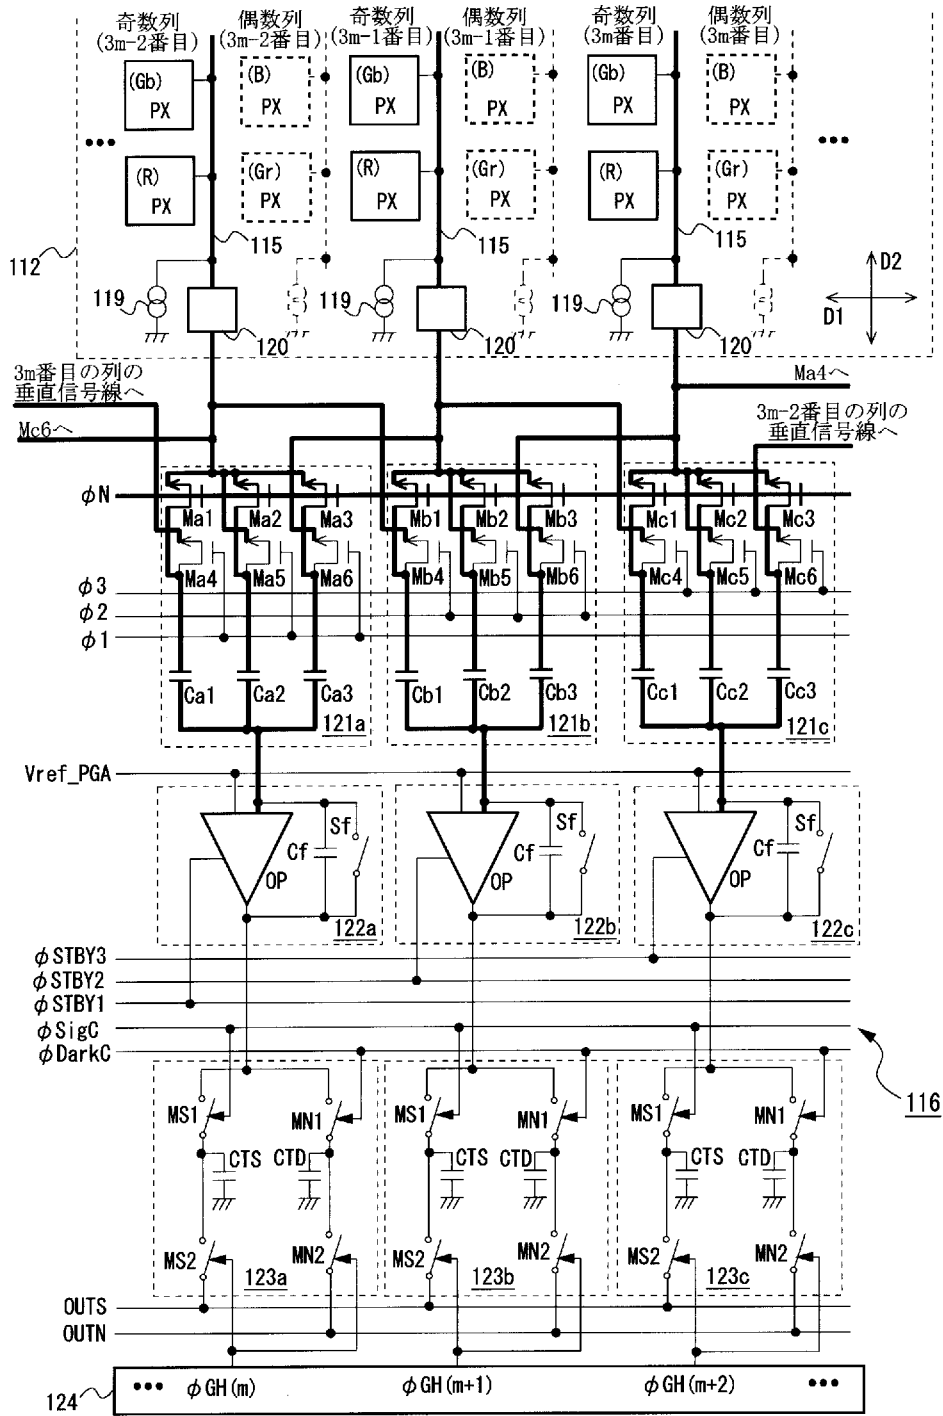 奇数列 偶数列 奇数列 偶数列 奇数列 偶数列
(3m-2番目) (3m-2番目) (3m-1番目) (3m-1番目) (3m番目) (3m番目)
(Gb) (B) (Gb) (B) (Gb) (B)
PX PX PX PX PX PX
••• •••
(R) (Gr) (R) (Gr) (R) (Gr)
PX PX PX PX PX PX
115 115 115
112
D2
119 119 119
D1
120 120 120
3m番目の列の
垂直信号線へ
Ma4へ
Mc6へ
3m-2番目の列の
垂直信号線へ
φN
Ma1 Ma2 Ma3 Mb1 Mb2 Mb3 Mc1 Mc2 Mc3
Ma4 Ma5 Ma6 Mb4 Mb5 Mb6 Mc4 Mc5 Mc6
φ3
φ2
φ1
Ca1 Ca2 Ca3 Cb1 Cb2 Cb3 Cc1 Cc2 Cc3
121a 121b 121c
Vref_PGA
Sf Sf Sf
Cf Cf Cf
OP OP OP
122a 122b 122c
φSTBY3
φSTBY2
φSTBY1
φSigC
φDarkC
116
MS1 MN1 MS1 MN1 MS1 MN1
CTS CTD CTS CTD CTS CTD
MS2 MN2 MS2 MN2 MS2 MN2
123a 123b 123c
OUTS
OUTN
124
••• φGH(m) φGH(m+1) φGH(m+2) •••